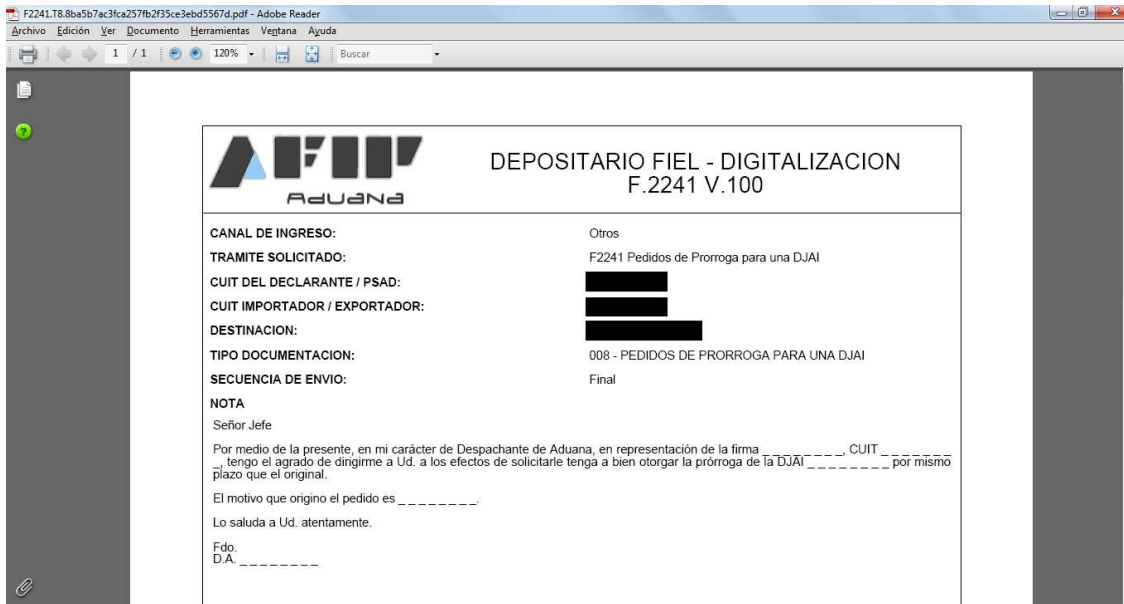 F2241.T8.8ba5b7ac3fca257fb2f35ce3ebd5567d.pdf - Adobe Reader
Archivo Edición Ver Documento Herramientas Ventana Ayuda
1 / 1 120% Buscar
AFIP
Aduana
DEPOSITARIO FIEL - DIGITALIZACION
F.2241 V.100
CANAL DE INGRESO: Otros
TRAMITE SOLICITADO: F2241 Pedidos de Prorroga para una DJAI
CUIT DEL DECLARANTE / PSAD:
CUIT IMPORTADOR / EXPORTADOR:
DESTINACION:
TIPO DOCUMENTACION: 008 - PEDIDOS DE PRORROGA PARA UNA DJAI
SECUENCIA DE ENVIO: Final
NOTA
Señor Jefe
Por medio de la presente, en mi carácter de Despachante de Aduana, en representación de la firma _ _ _ _ _ _ _ _, CUIT _ _ _ _ _ _ _
_, tengo el agrado de dirigirme a Ud. a los efectos de solicitarle tenga a bien otorgar la prórroga de la DJAI _ _ _ _ _ _ _ _ por mismo
plazo que el original.
El motivo que origino el pedido es _ _ _ _ _ _ _ _.
Lo saluda a Ud. atentamente.
Fdo.
D.A. _ _ _ _ _ _ _ _